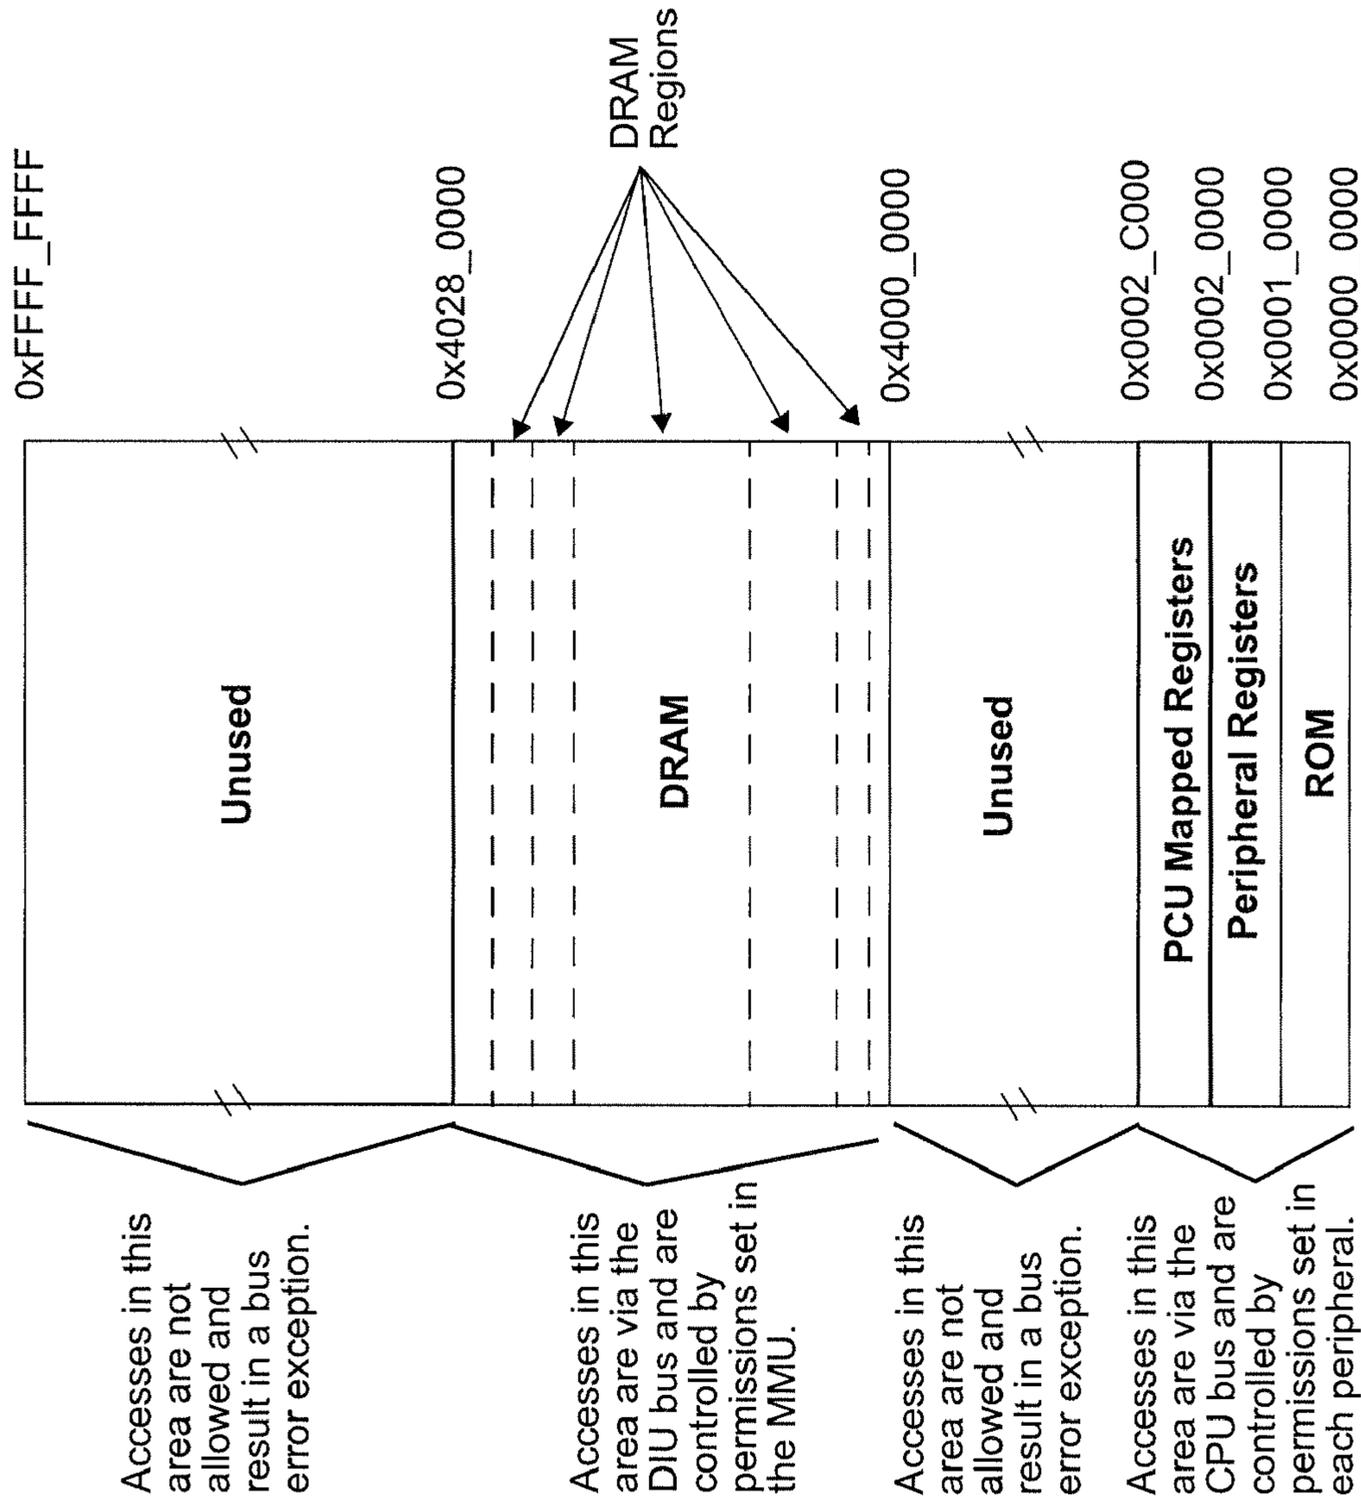 0xFFFF_FFFF
Unused
Accesses in this
area are not
allowed and
result in a bus
error exception.
0x4028_0000
DRAM
Regions
DRAM
Accesses in this
area are via the
DIU bus and are
controlled by
permissions set in
the MMU.
0x4000_0000
Unused
Accesses in this
area are not
allowed and
result in a bus
error exception.
0x0002_C000
PCU Mapped Registers
0x0002_0000
Peripheral Registers
0x0001_0000
ROM
0x0000_0000
Accesses in this
area are via the
CPU bus and are
controlled by
permissions set in
each peripheral.